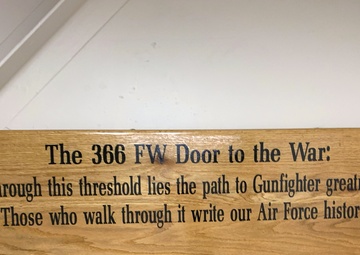 The 366 FW Door to the War:
rough this threshold lies the path to Gunfighter great
Those who walk through it write our Air Force histor